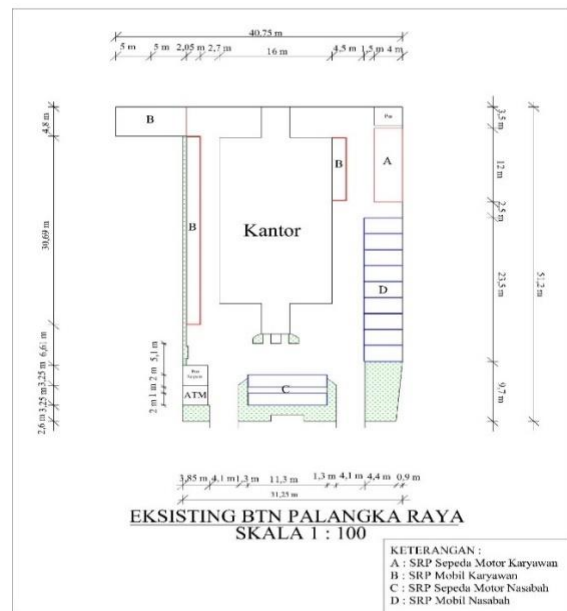 40.75 m
5 m 5 m 2,05 m 2,7 m 16 m 4,5 m 1,5 m 4 m
4,8 m
30,69 m
6,61 m
3,25 m
3,25 m
2,6 m
5,1 m
2 m
1 m
2 m
B
B
B
A
Kantor
D
C
Pos
ATM
3,5 m
12 m
2,5 m
23,5 m
9,7 m
51,2 m
3,85 m 4,1 m 1,3 m 11,3 m 1,3 m 4,1 m 4,4 m 0,9 m
31,25 m
EKSISTING BTN PALANGKA RAYA
SKALA 1 : 100
KETERANGAN :
A : SRP Sepeda Motor Karyawan
B : SRP Mobil Karyawan
C : SRP Sepeda Motor Nasabah
D : SRP Mobil Nasabah